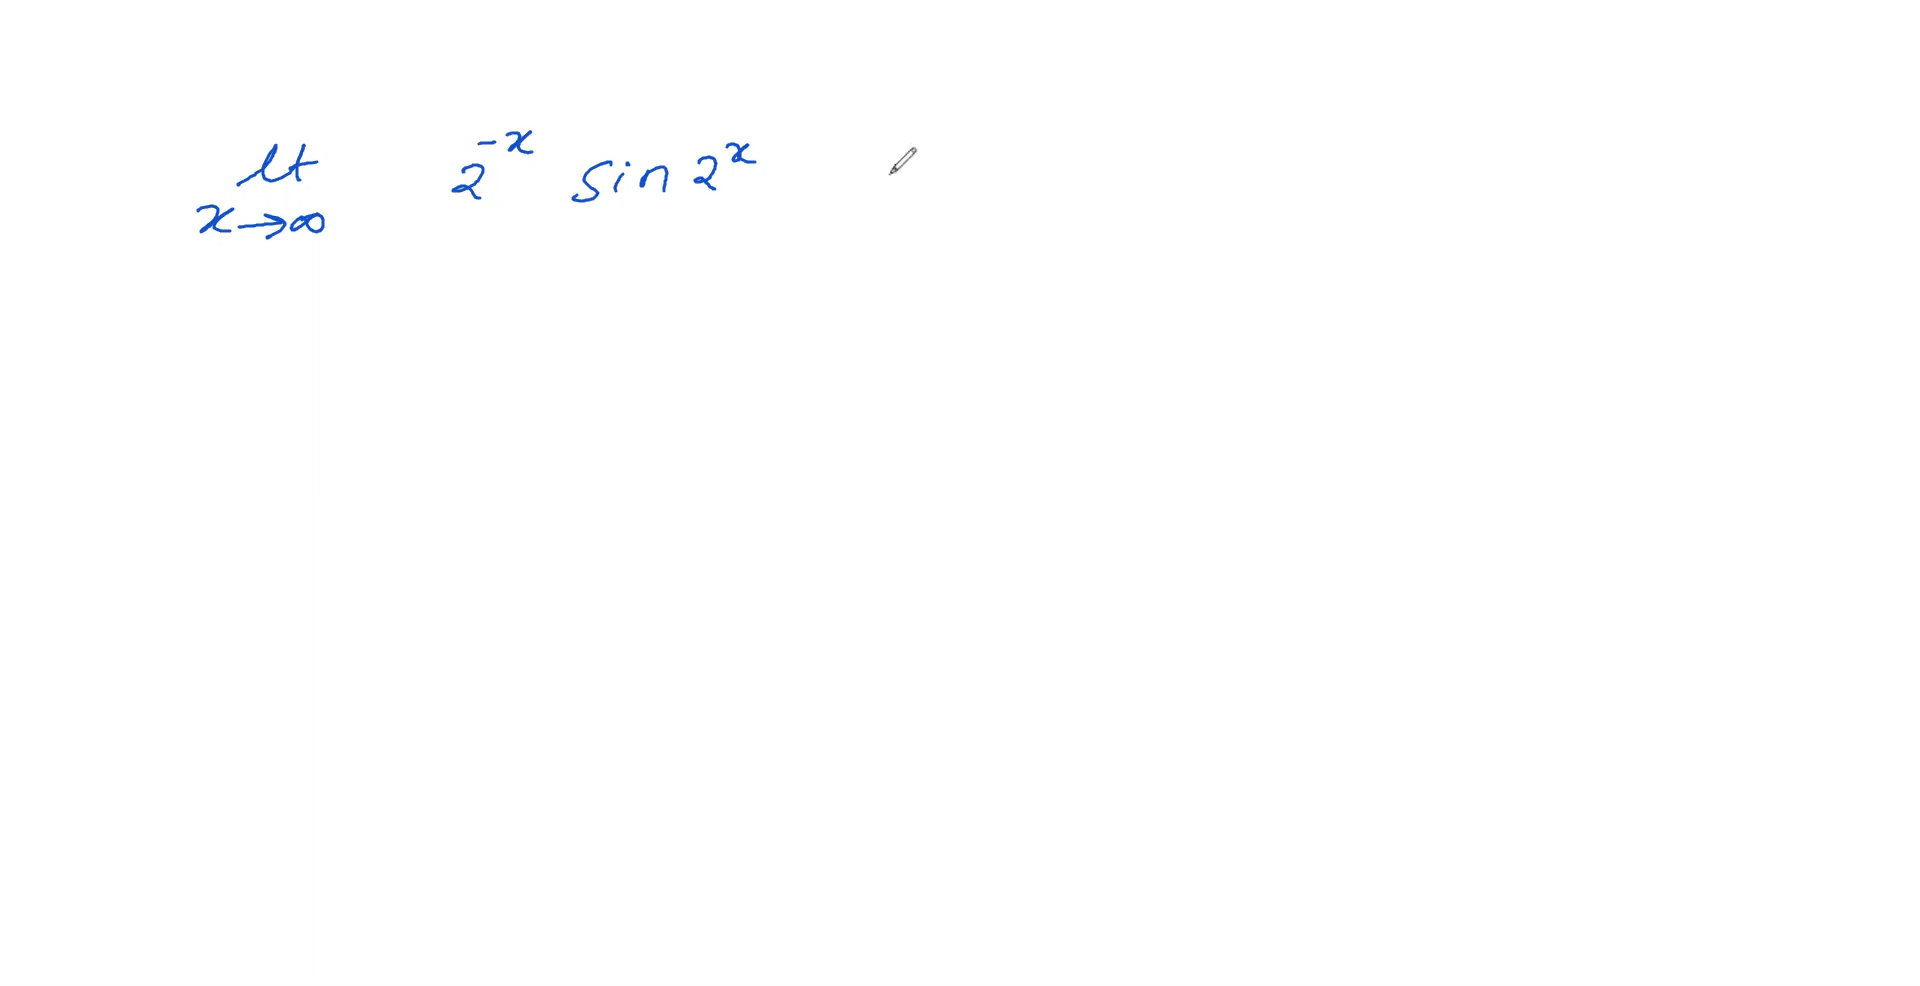 lt 2^{-x} sin 2^x
x→∞